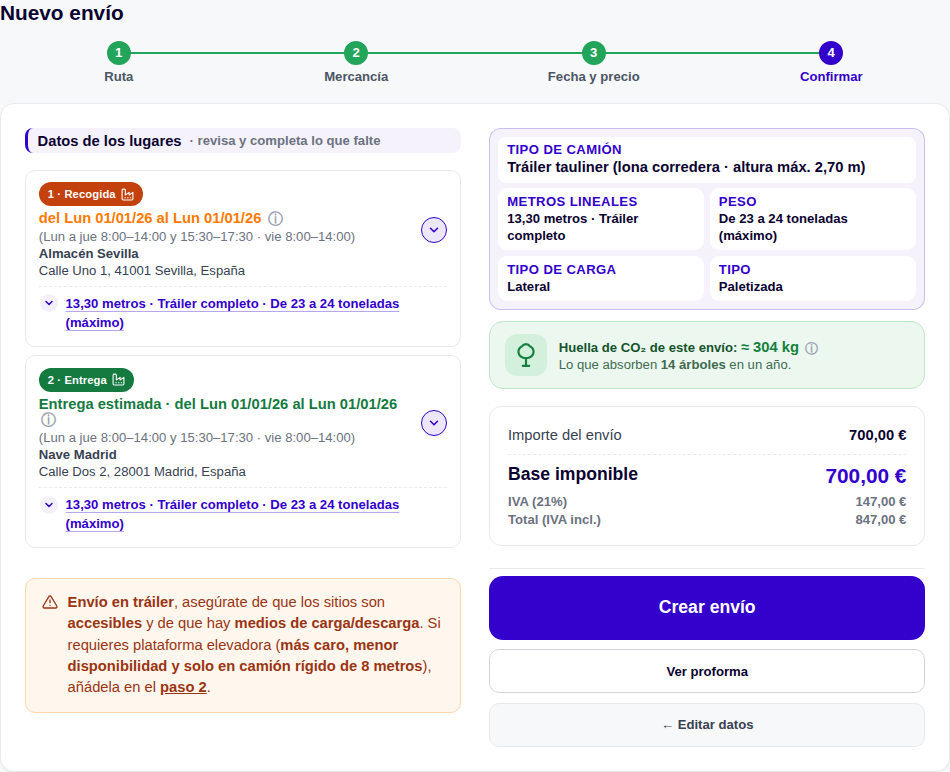 Nuevo envío
1
2
3
4
Ruta
Mercancía
Fecha y precio
Confirmar
Datos de los lugares · revisa y completa lo que falte
1 · Recogida
del Lun 01/01/26 al Lun 01/01/26 ⓘ
(Lun a jue 8:00–14:00 y 15:30–17:30 · vie 8:00–14:00)
Almacén Sevilla
Calle Uno 1, 41001 Sevilla, España
13,30 metros · Tráiler completo · De 23 a 24 toneladas
(máximo)
2 · Entrega
Entrega estimada · del Lun 01/01/26 al Lun 01/01/26
ⓘ
(Lun a jue 8:00–14:00 y 15:30–17:30 · vie 8:00–14:00)
Nave Madrid
Calle Dos 2, 28001 Madrid, España
13,30 metros · Tráiler completo · De 23 a 24 toneladas
(máximo)
Envío en tráiler, asegúrate de que los sitios son
accesibles y de que hay medios de carga/descarga. Si
requieres plataforma elevadora (más caro, menor
disponibilidad y solo en camión rígido de 8 metros),
añádela en el paso 2.
TIPO DE CAMIÓN
Tráiler tauliner (lona corredera · altura máx. 2,70 m)
METROS LINEALES
13,30 metros · Tráiler
completo
PESO
De 23 a 24 toneladas
(máximo)
TIPO DE CARGA
Lateral
TIPO
Paletizada
Huella de CO₂ de este envío: ≈ 304 kg ⓘ
Lo que absorben 14 árboles en un año.
Importe del envío 700,00 €
Base imponible 700,00 €
IVA (21%) 147,00 €
Total (IVA incl.) 847,00 €
Crear envío
Ver proforma
← Editar datos